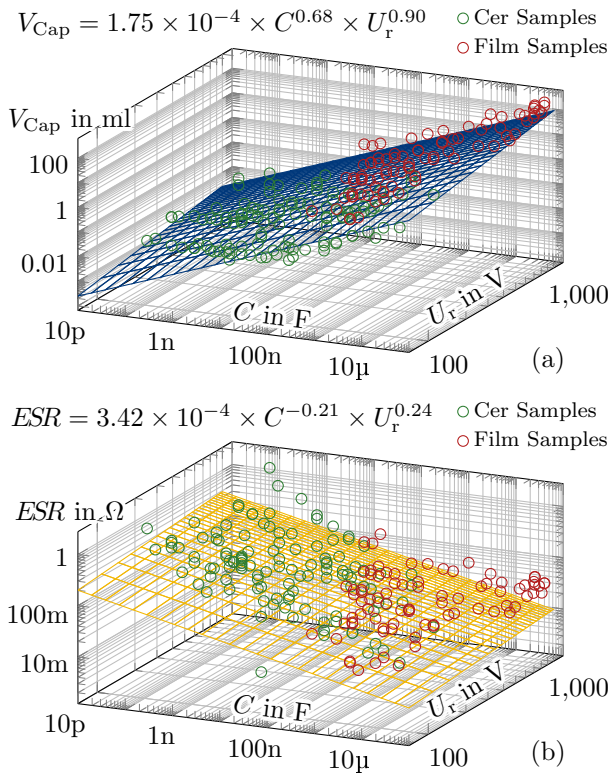 V_Cap = 1.75 × 10^−4 × C^0.68 × U_r^0.90
Cer Samples
Film Samples
V_Cap in ml
100
1
0.01
10p
1n
100n
10µ
C in F
100
U_r in V
1,000
(a)
ESR = 3.42 × 10^−4 × C^−0.21 × U_r^0.24
Cer Samples
Film Samples
ESR in Ω
1
100m
10m
10p
1n
100n
10µ
C in F
100
U_r in V
1,000
(b)